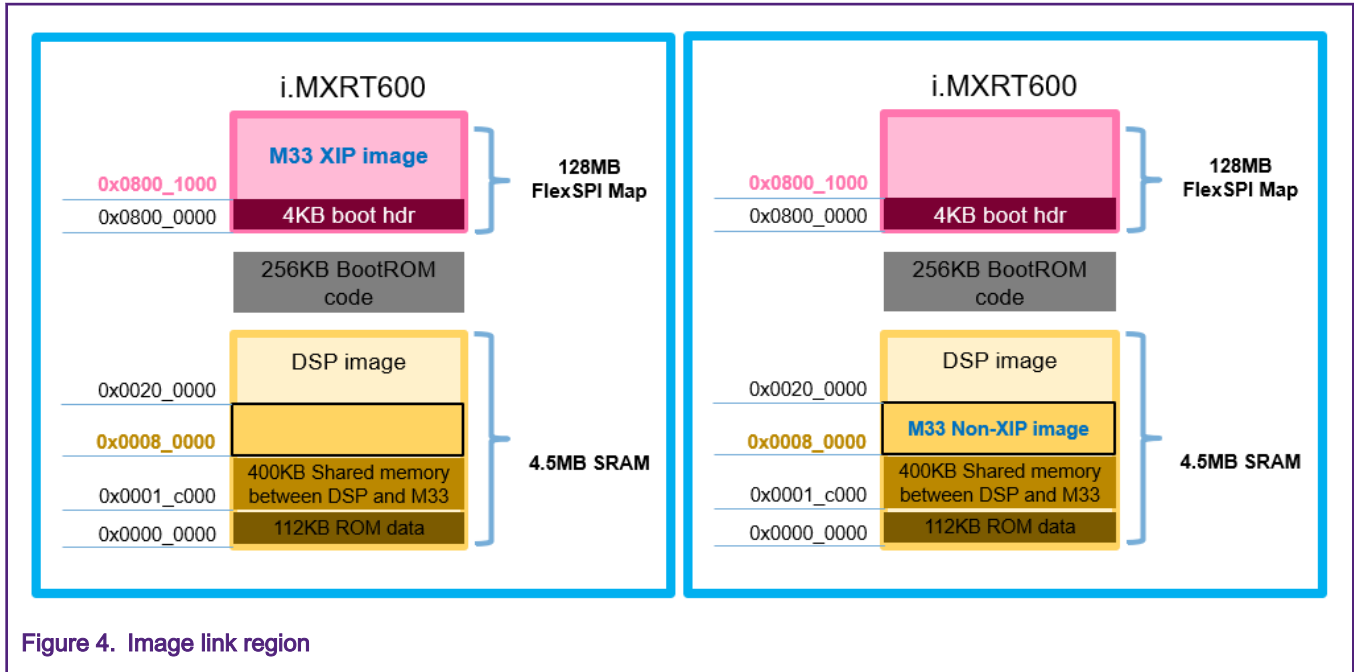 i.MXRT600
M33 XIP image
128MB
FlexSPI Map
0x0800_1000
0x0800_0000
4KB boot hdr
256KB BootROM
code
DSP image
0x0020_0000
0x0008_0000
4.5MB SRAM
400KB Shared memory
between DSP and M33
0x0001_c000
112KB ROM data
0x0000_0000
i.MXRT600
128MB
FlexSPI Map
0x0800_1000
0x0800_0000
4KB boot hdr
256KB BootROM
code
DSP image
0x0020_0000
M33 Non-XIP image
0x0008_0000
4.5MB SRAM
400KB Shared memory
between DSP and M33
0x0001_c000
112KB ROM data
0x0000_0000
Figure 4. Image link region